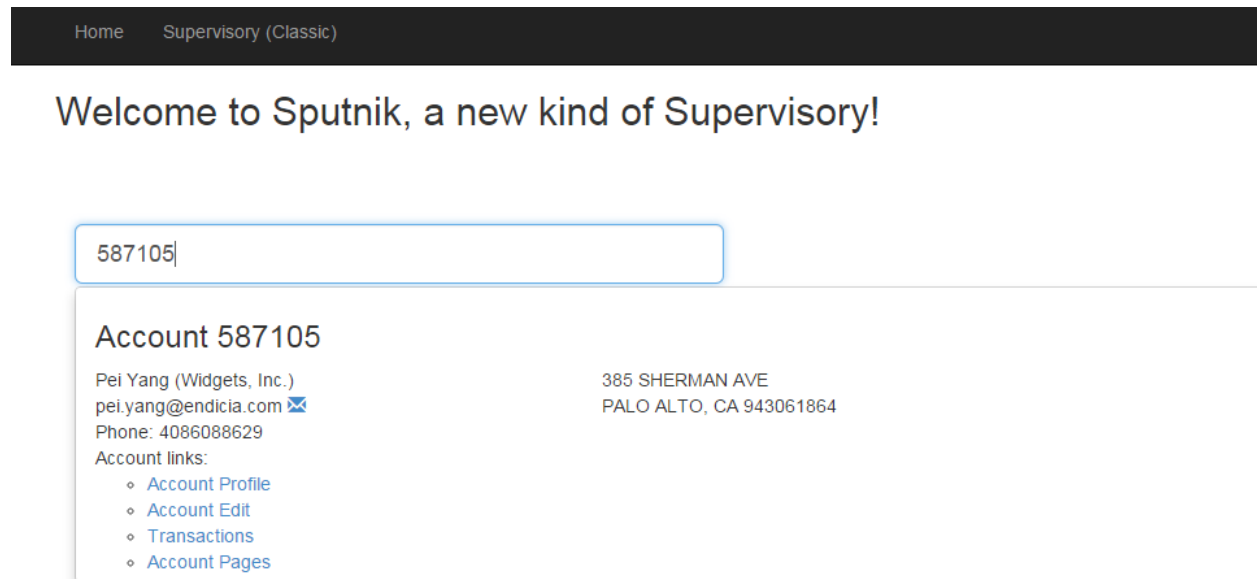 Home Supervisory (Classic)
Welcome to Sputnik, a new kind of Supervisory!
587105
Account 587105
Pei Yang (Widgets, Inc.) 385 SHERMAN AVE
pei.yang@endicia.com PALO ALTO, CA 943061864
Phone: 4086088629
Account links:
Account Profile
Account Edit
Transactions
Account Pages